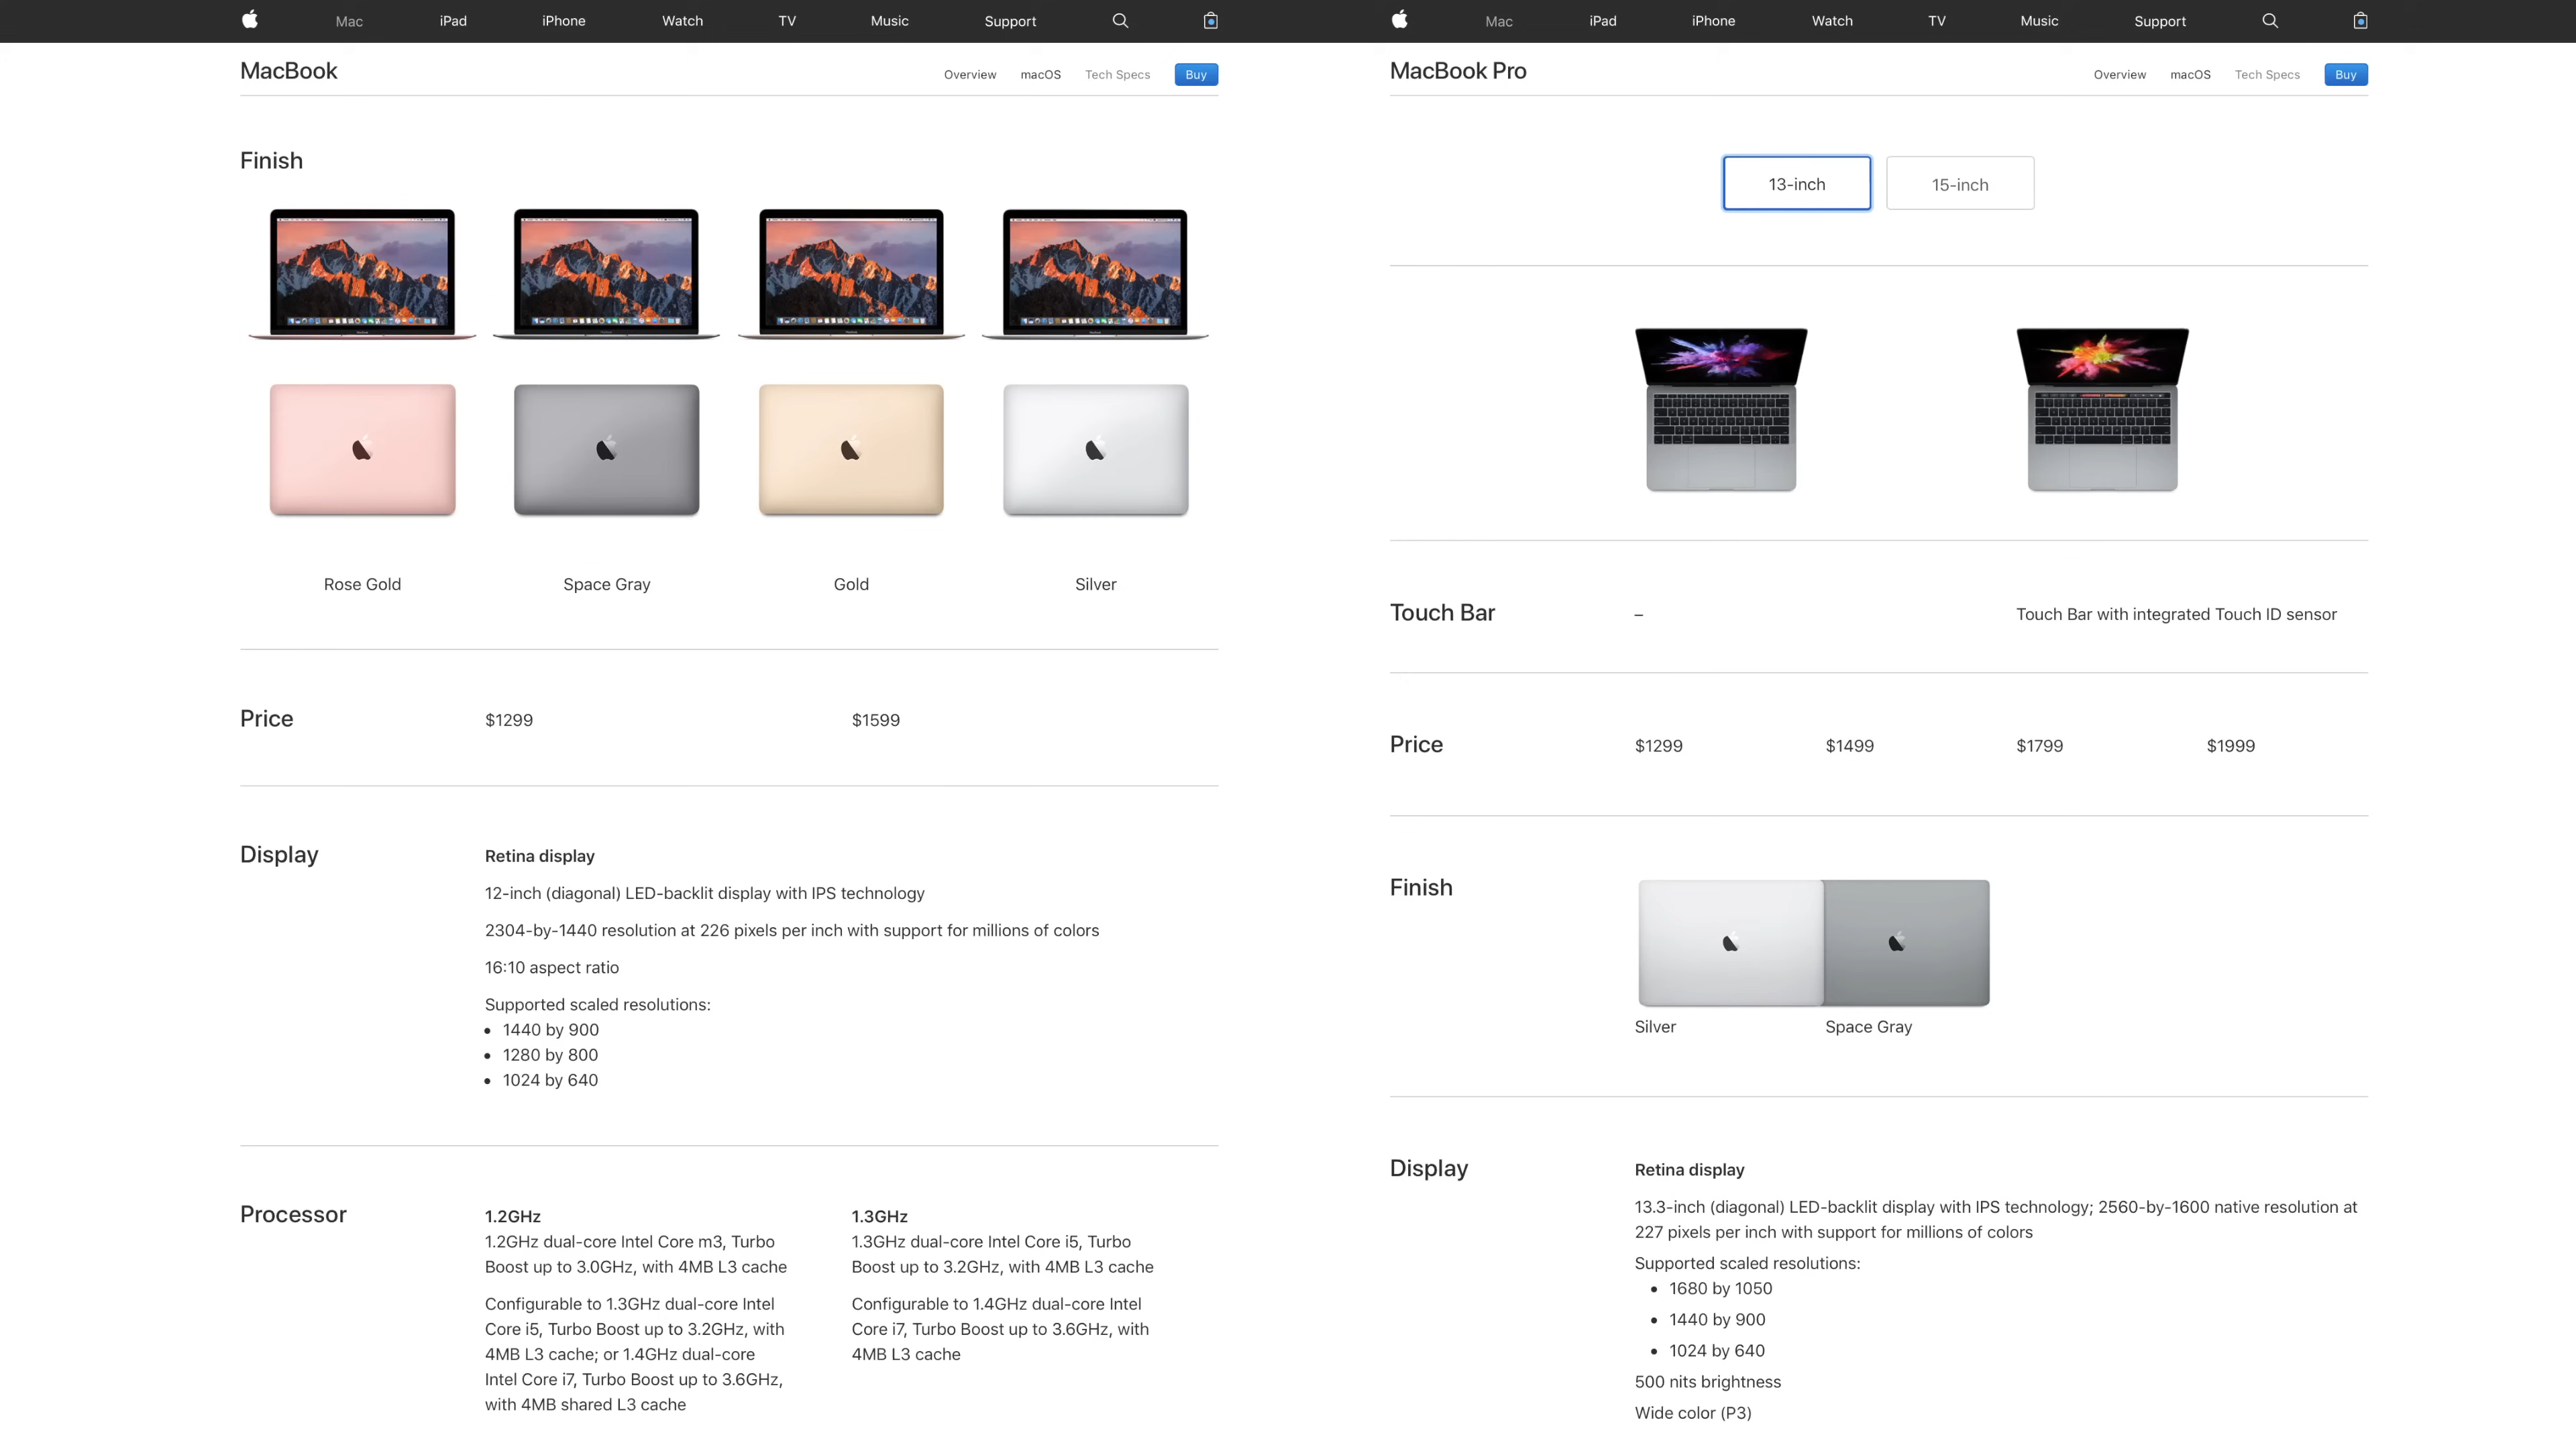 Mac iPad iPhone Watch TV Music Support
MacBook
Overview macOS Tech Specs Buy
Finish
Rose Gold Space Gray Gold Silver
Price $1299 $1599
Display
Retina display
12-inch (diagonal) LED-backlit display with IPS technology
2304-by-1440 resolution at 226 pixels per inch with support for millions of colors
16:10 aspect ratio
Supported scaled resolutions:
• 1440 by 900
• 1280 by 800
• 1024 by 640
Processor
1.2GHz
1.2GHz dual-core Intel Core m3, Turbo
Boost up to 3.0GHz, with 4MB L3 cache
Configurable to 1.3GHz dual-core Intel
Core i5, Turbo Boost up to 3.2GHz, with
4MB L3 cache; or 1.4GHz dual-core
Intel Core i7, Turbo Boost up to 3.6GHz,
with 4MB shared L3 cache
1.3GHz
1.3GHz dual-core Intel Core i5, Turbo
Boost up to 3.2GHz, with 4MB L3 cache
Configurable to 1.4GHz dual-core Intel
Core i7, Turbo Boost up to 3.6GHz, with
4MB L3 cache
Mac iPad iPhone Watch TV Music Support
MacBook Pro
Overview macOS Tech Specs Buy
13-inch 15-inch
Touch Bar – Touch Bar with integrated Touch ID sensor
Price $1299 $1499 $1799 $1999
Finish
Silver Space Gray
Display
Retina display
13.3-inch (diagonal) LED-backlit display with IPS technology; 2560-by-1600 native resolution at
227 pixels per inch with support for millions of colors
Supported scaled resolutions:
• 1680 by 1050
• 1440 by 900
• 1024 by 640
500 nits brightness
Wide color (P3)